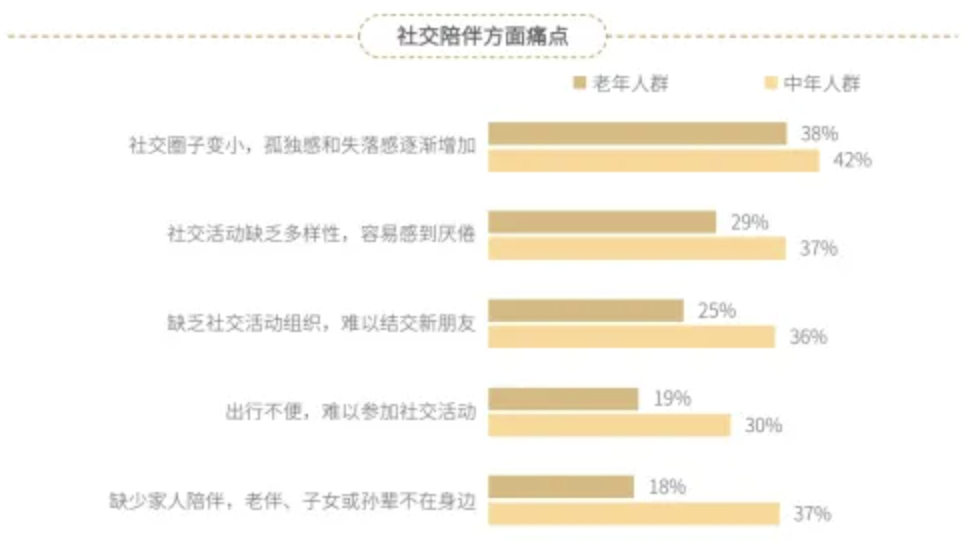 社交陪伴方面痛点
老年人群 中年人群
社交圈子变小，孤独感和失落感逐渐增加 38%
42%
社交活动缺乏多样性，容易感到厌倦 29%
37%
缺乏社交活动组织，难以结交新朋友 25%
36%
出行不便，难以参加社交活动 19%
30%
缺少家人陪伴，老伴、子女或孙辈不在身边 18%
37%